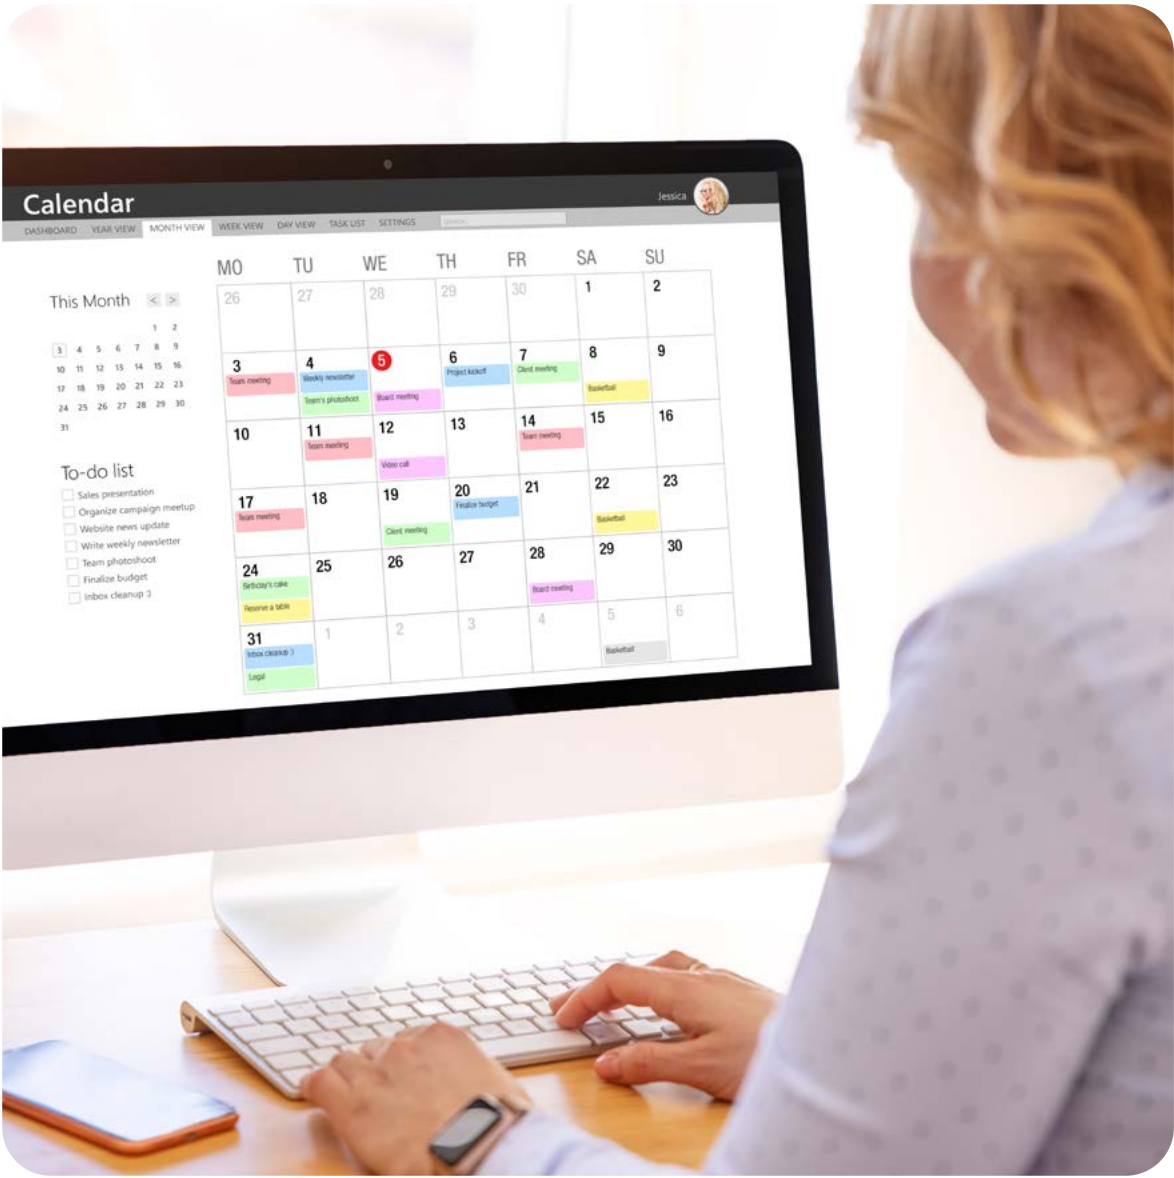 Calendar
Jessica
DASHBOARD YEAR VIEW MONTH VIEW WEEK VIEW DAY VIEW TASK LIST SETTINGS
MO TU WE TH FR SA SU
This Month < >
1 2
3 4 5 6 7 8 9
10 11 12 13 14 15 16
17 18 19 20 21 22 23
24 25 26 27 28 29 30
31
To-do list
Sales presentation
Organize campaign meetup
Website news update
Write weekly newsletter
Team photoshoot
Finalize budget
Inbox cleanup :)
26 27 28 29 30 1 2
3 4 5 6 7 8 9
Team meeting Weekly newsletter Project kickoff Client meeting
Team's photoshoot Board meeting Basketball
10 11 12 13 14 15 16
Team meeting Team meeting
Video call
17 18 19 20 21 22 23
Team meeting Finalize budget
Client meeting Basketball
24 25 26 27 28 29 30
Birthday's cake
Reserve a table Board meeting
31 1 2 3 4 5 6
Inbox cleanup :)
Legal Basketball